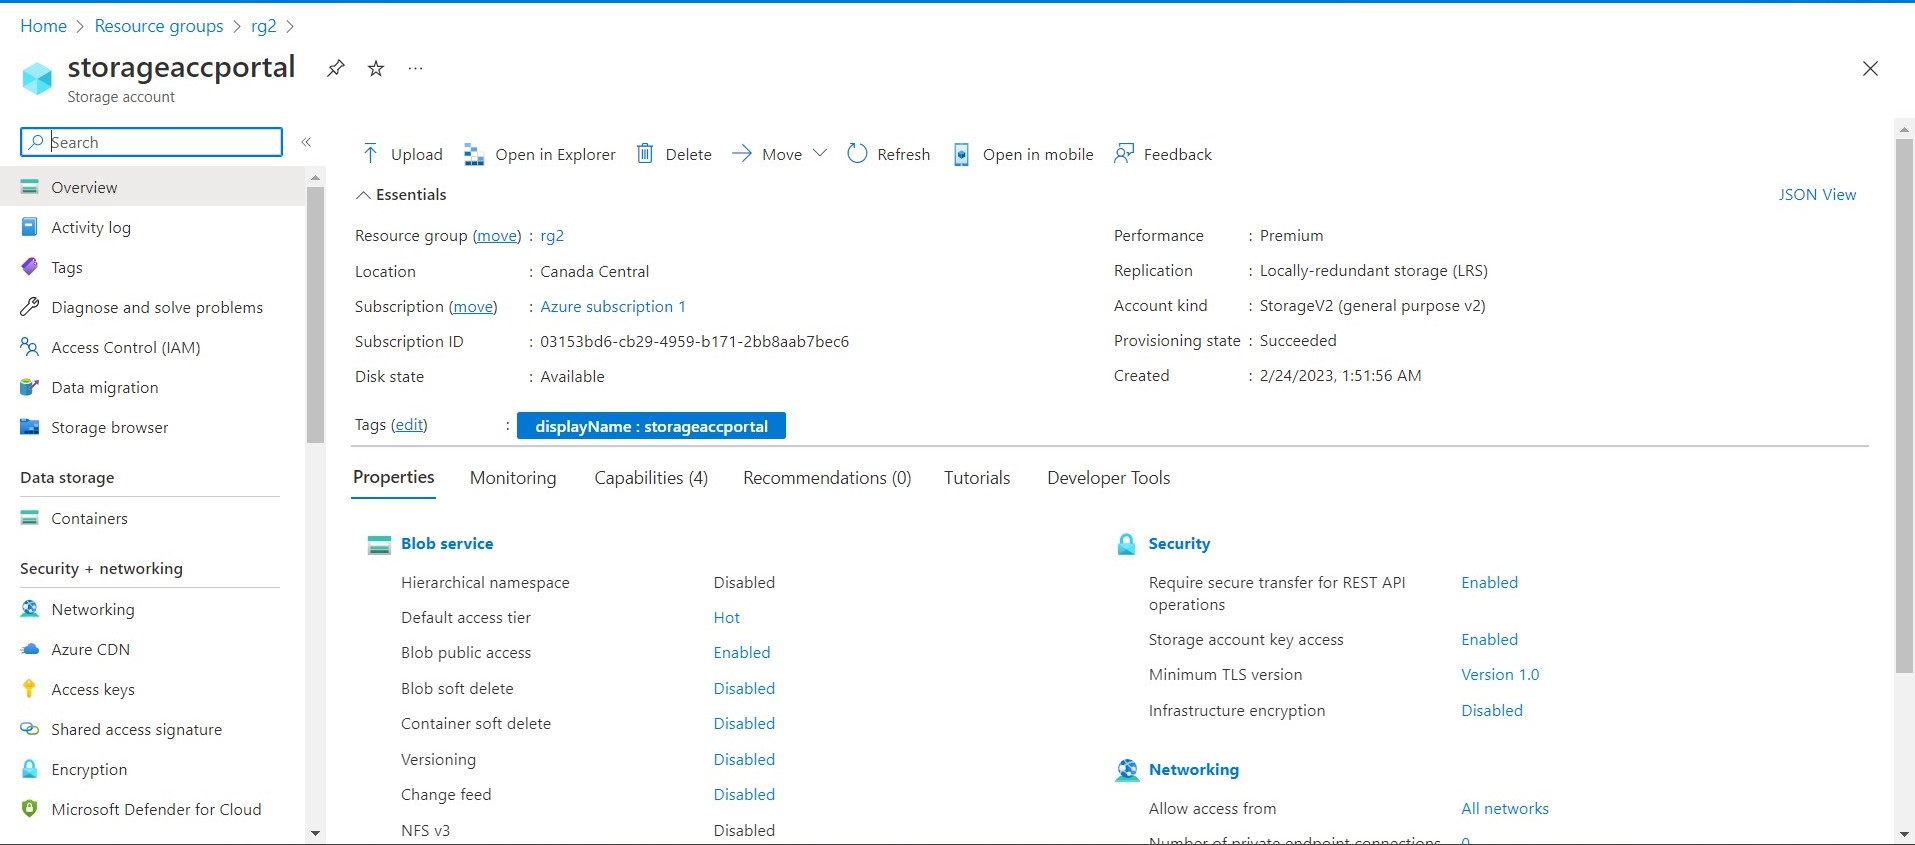 Home > Resource groups > rg2 >
storageaccportal
Storage account
Search
Overview
Activity log
Tags
Diagnose and solve problems
Access Control (IAM)
Data migration
Storage browser
Data storage
Containers
Security + networking
Networking
Azure CDN
Access keys
Shared access signature
Encryption
Microsoft Defender for Cloud
Upload Open in Explorer Delete Move Refresh Open in mobile Feedback
Essentials
JSON View
Resource group (move) : rg2
Location : Canada Central
Subscription (move) : Azure subscription 1
Subscription ID : 03153bd6-cb29-4959-b171-2bb8aab7bec6
Disk state : Available
Performance : Premium
Replication : Locally-redundant storage (LRS)
Account kind : StorageV2 (general purpose v2)
Provisioning state : Succeeded
Created : 2/24/2023, 1:51:56 AM
Tags (edit) : displayName : storageaccportal
Properties Monitoring Capabilities (4) Recommendations (0) Tutorials Developer Tools
Blob service
Hierarchical namespace Disabled
Default access tier Hot
Blob public access Enabled
Blob soft delete Disabled
Container soft delete Disabled
Versioning Disabled
Change feed Disabled
NFS v3 Disabled
Security
Require secure transfer for REST API
operations Enabled
Storage account key access Enabled
Minimum TLS version Version 1.0
Infrastructure encryption Disabled
Networking
Allow access from All networks
Number of private endpoint connections 0